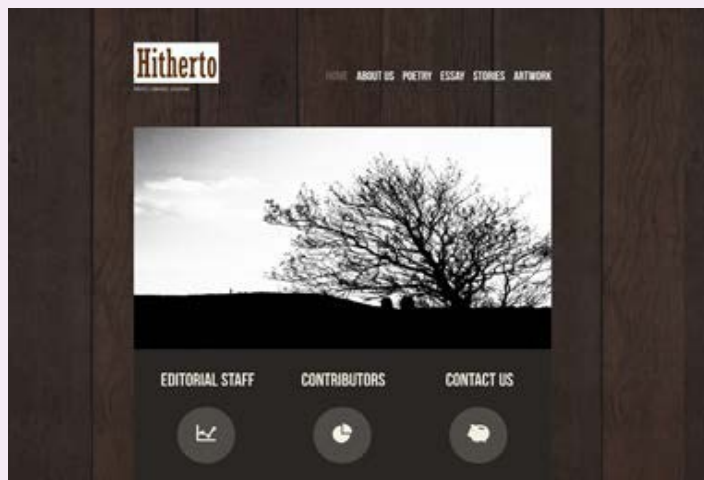 Hitherto
HOME ABOUT US POETRY ESSAY STORIES ARTWORK
EDITORIAL STAFF CONTRIBUTORS CONTACT US